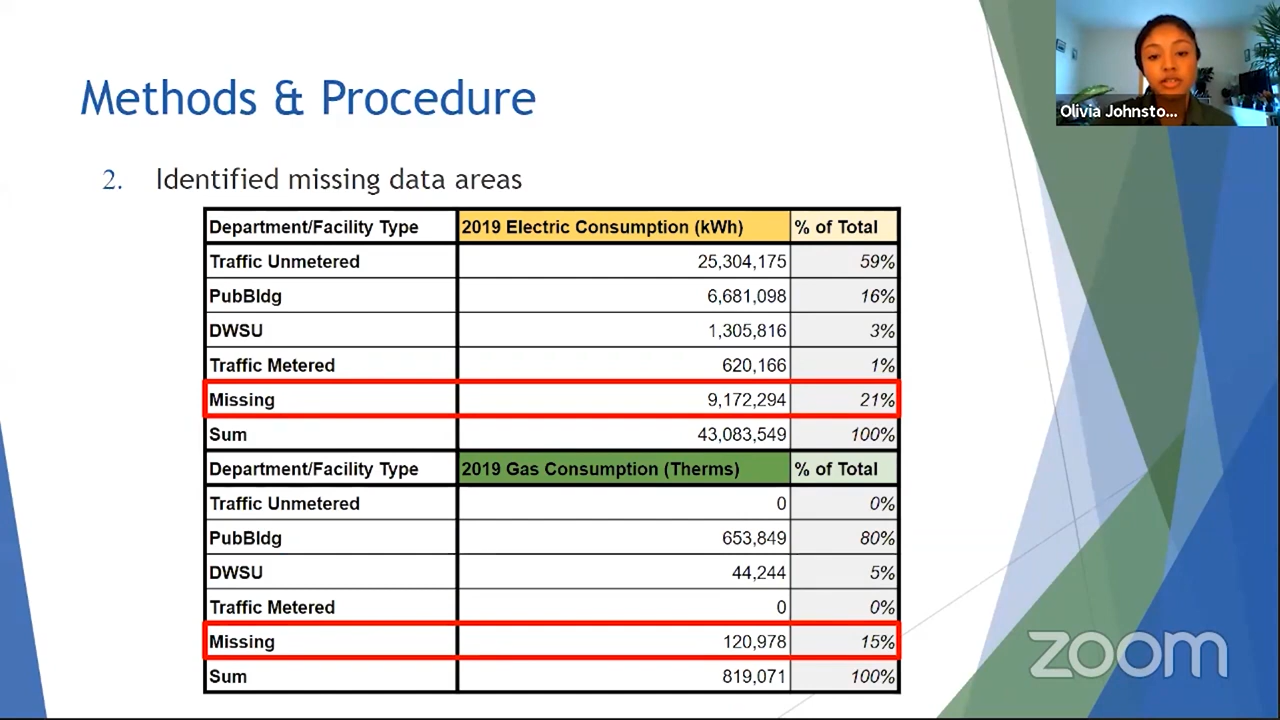 Methods & Procedure
Olivia Johnsto...
2. Identified missing data areas
Department/Facility Type 2019 Electric Consumption (kWh) % of Total
Traffic Unmetered 25,304,175 59%
PubBldg 6,681,098 16%
DWSU 1,305,816 3%
Traffic Metered 620,166 1%
Missing 9,172,294 21%
Sum 43,083,549 100%
Department/Facility Type 2019 Gas Consumption (Therms) % of Total
Traffic Unmetered 0 0%
PubBldg 653,849 80%
DWSU 44,244 5%
Traffic Metered 0 0%
Missing 120,978 15%
Sum 819,071 100%
zoom